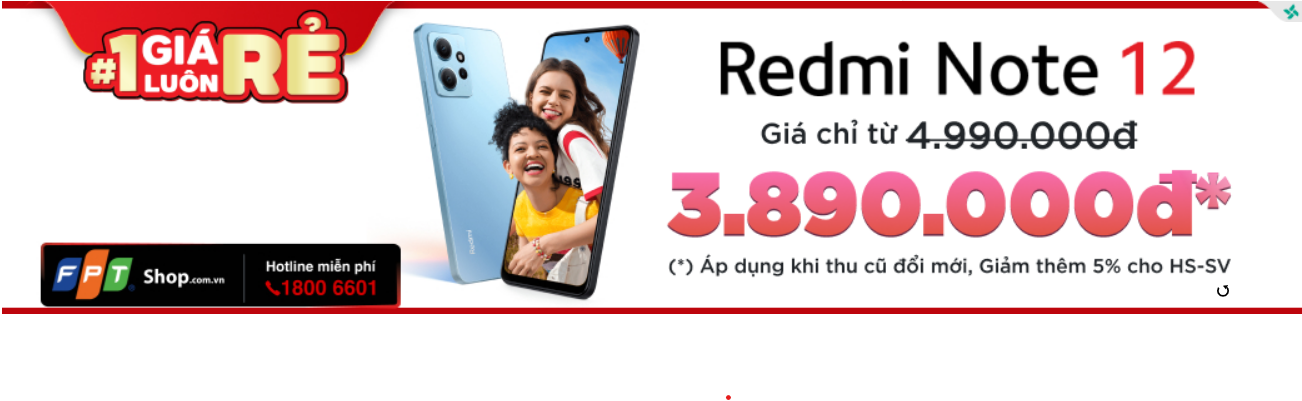 #1 GIÁ LUÔN RẺ
Redmi Note 12
Giá chỉ từ 4.990.000đ
3.890.000đ*
(*) Áp dụng khi thu cũ đổi mới, Giảm thêm 5% cho HS-SV
Redmi
FPT Shop.com.vn
Hotline miễn phí
1800 6601